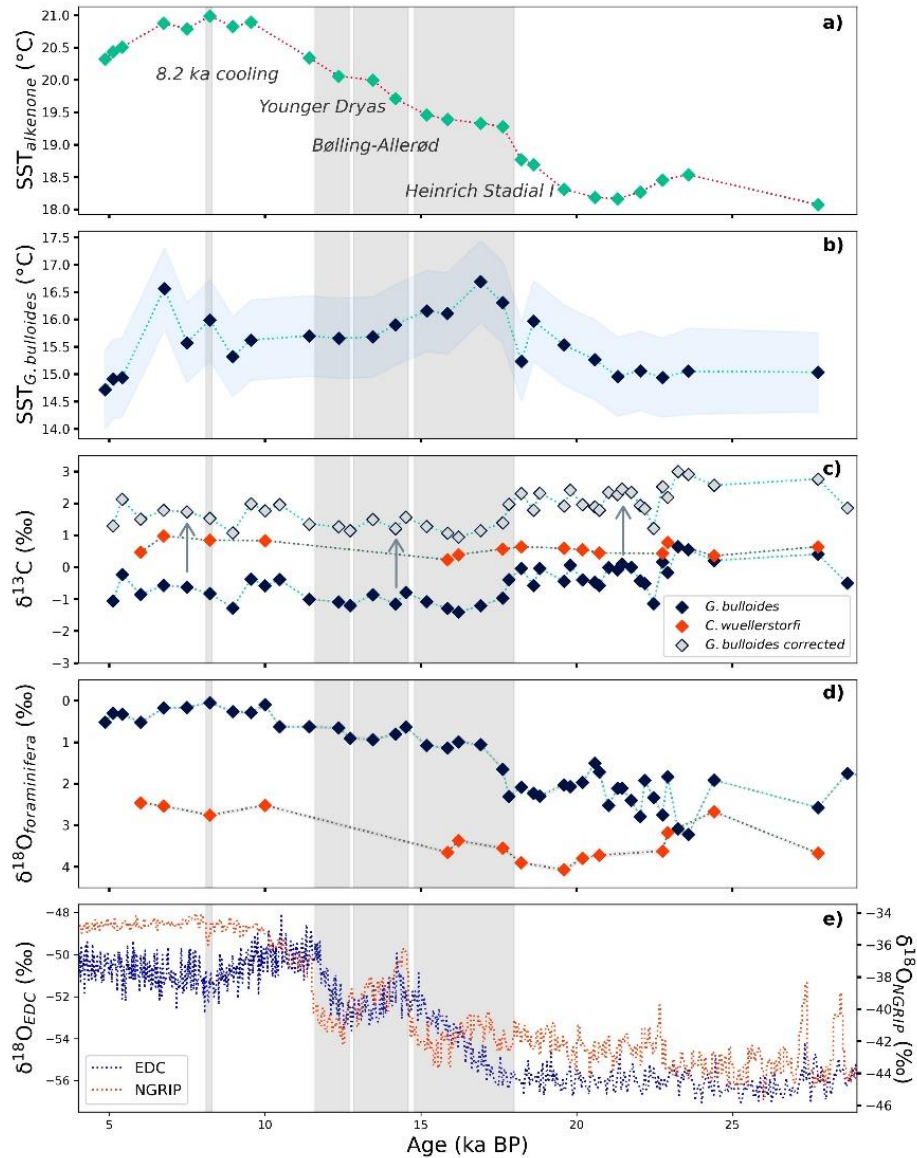 a)
SST_alkenone (°C)
21.0
20.5
20.0
19.5
19.0
18.5
18.0
8.2 ka cooling
Younger Dryas
Bølling-Allerød
Heinrich Stadial I
b)
SST_G. bulloides (°C)
17.5
17.0
16.5
16.0
15.5
15.0
14.5
14.0
c)
δ¹³C (‰)
3
2
1
0
−1
−2
−3
G. bulloides
C. wuellerstorfi
G. bulloides corrected
d)
δ¹⁸O_foraminifera (‰)
0
1
2
3
4
e)
δ¹⁸O_EDC (‰)
−48
−50
−52
−54
−56
δ¹⁸O_NGRIP (‰)
−34
−36
−38
−40
−42
−44
−46
EDC
NGRIP
5 10 15 20 25
Age (ka BP)